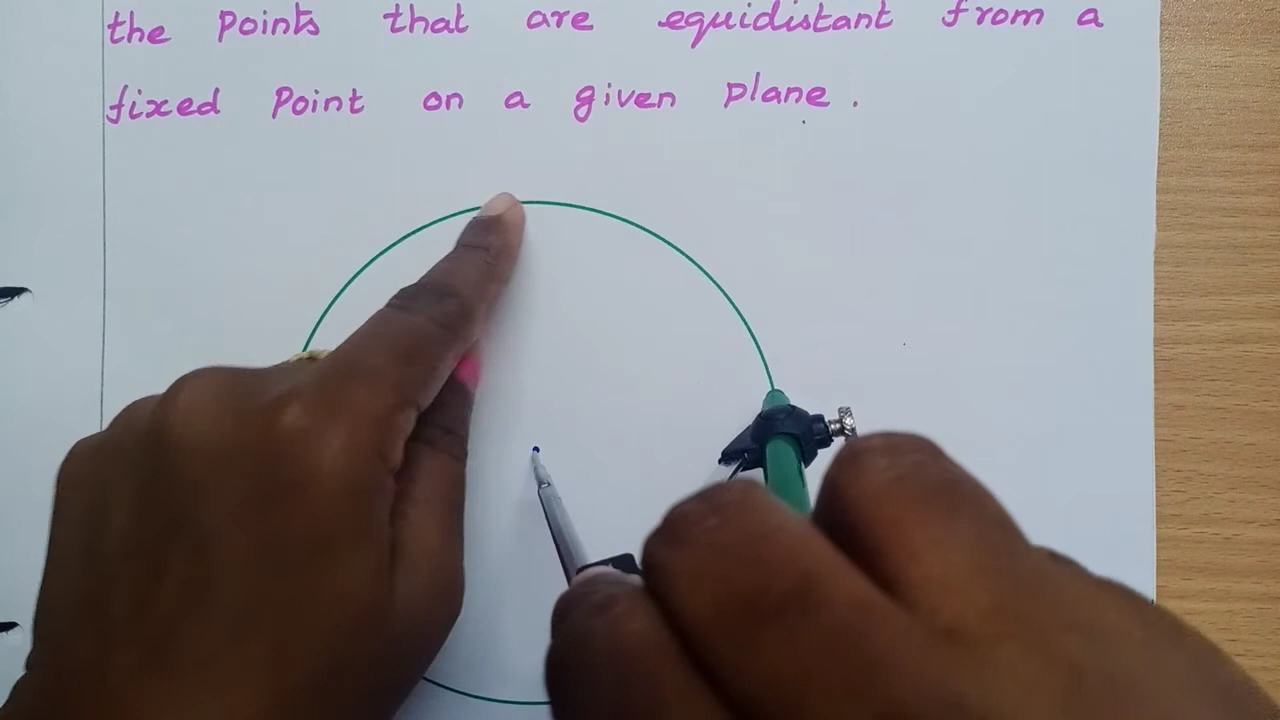 the points that are equidistant from a
fixed point on a given plane.